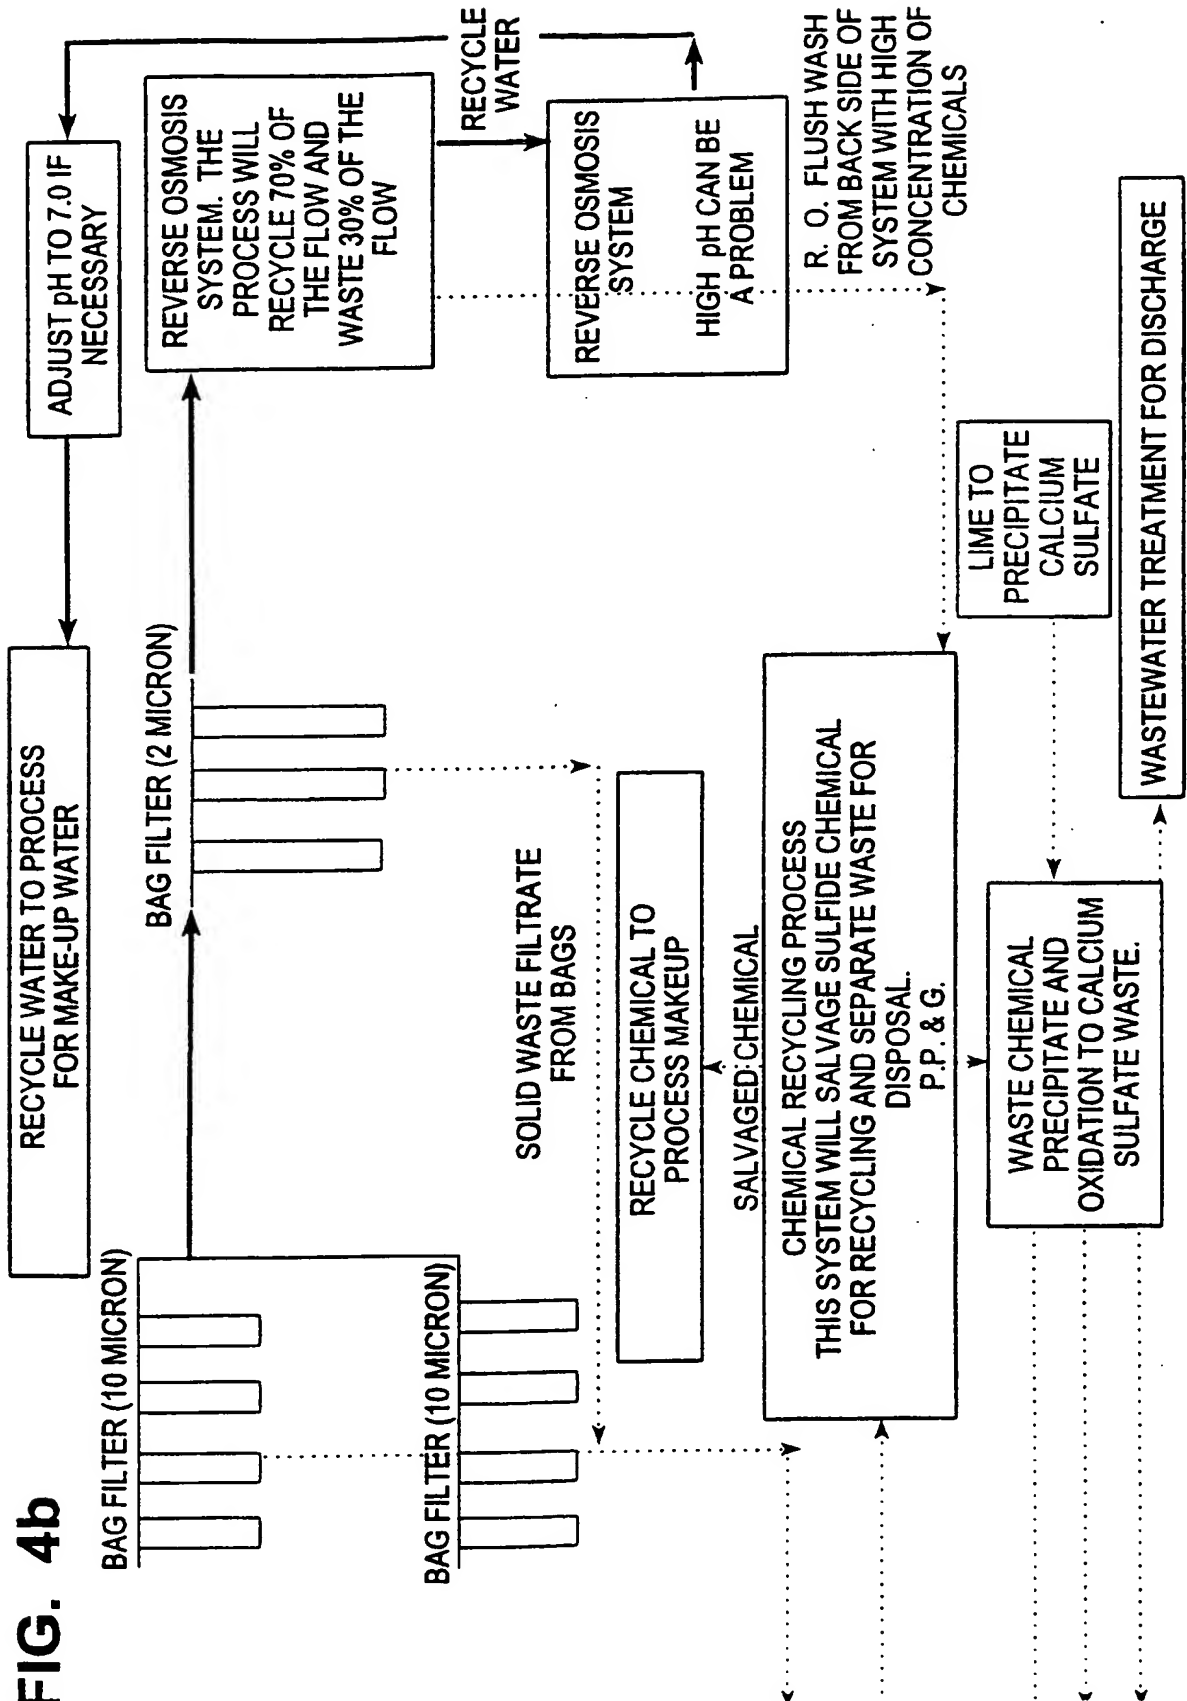 FIG. 4b
RECYCLE WATER TO PROCESS
FOR MAKE-UP WATER
ADJUST pH TO 7.0 IF
NECESSARY
BAG FILTER (10 MICRON)
BAG FILTER (2 MICRON)
REVERSE OSMOSIS
SYSTEM. THE
PROCESS WILL
RECYCLE 70% OF
THE FLOW AND
WASTE 30% OF THE
FLOW
BAG FILTER (10 MICRON)
RECYCLE
WATER
SOLID WASTE FILTRATE
FROM BAGS
REVERSE OSMOSIS
SYSTEM
HIGH pH CAN BE
A PROBLEM
RECYCLE CHEMICAL TO
PROCESS MAKEUP
SALVAGED CHEMICAL
R. O. FLUSH WASH
FROM BACK SIDE OF
SYSTEM WITH HIGH
CONCENTRATION OF
CHEMICALS
CHEMICAL RECYCLING PROCESS
THIS SYSTEM WILL SALVAGE SULFIDE CHEMICAL
FOR RECYCLING AND SEPARATE WASTE FOR
DISPOSAL.
P.P. & G.
LIME TO
PRECIPITATE
CALCIUM
SULFATE
WASTE CHEMICAL
PRECIPITATE AND
OXIDATION TO CALCIUM
SULFATE WASTE.
WASTEWATER TREATMENT FOR DISCHARGE